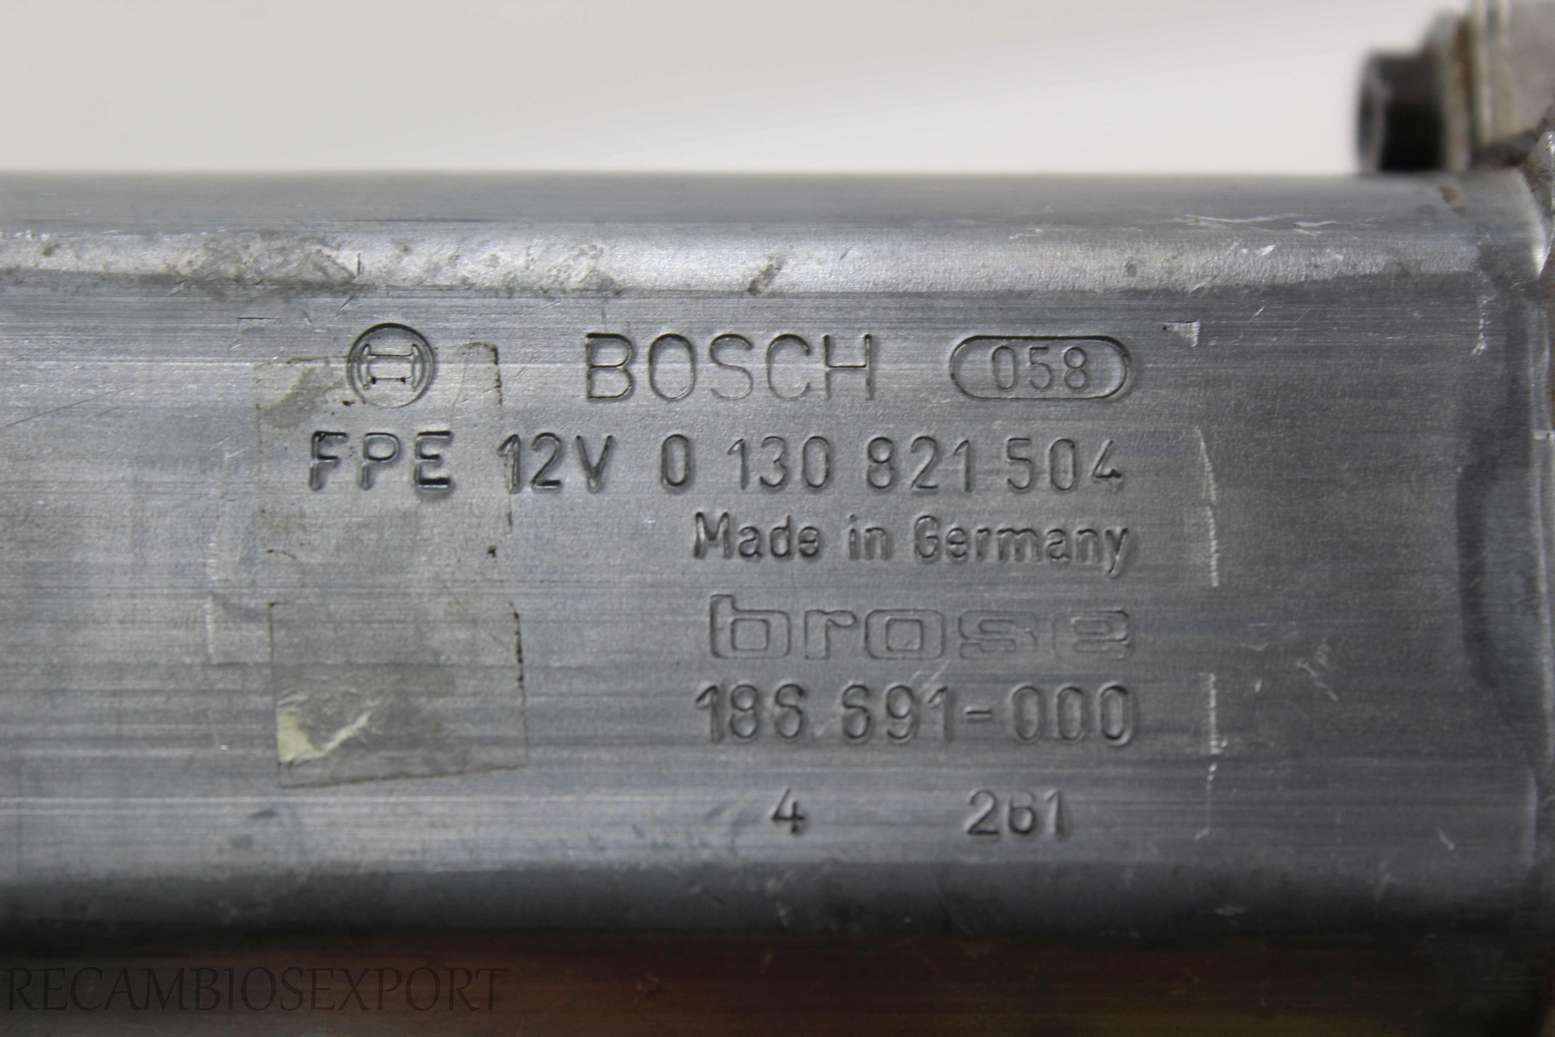 BOSCH 058
FPE 12V 0 130 821 504
Made in Germany
brose
186.691-000
4 261
RECAMBIOSEXPORT